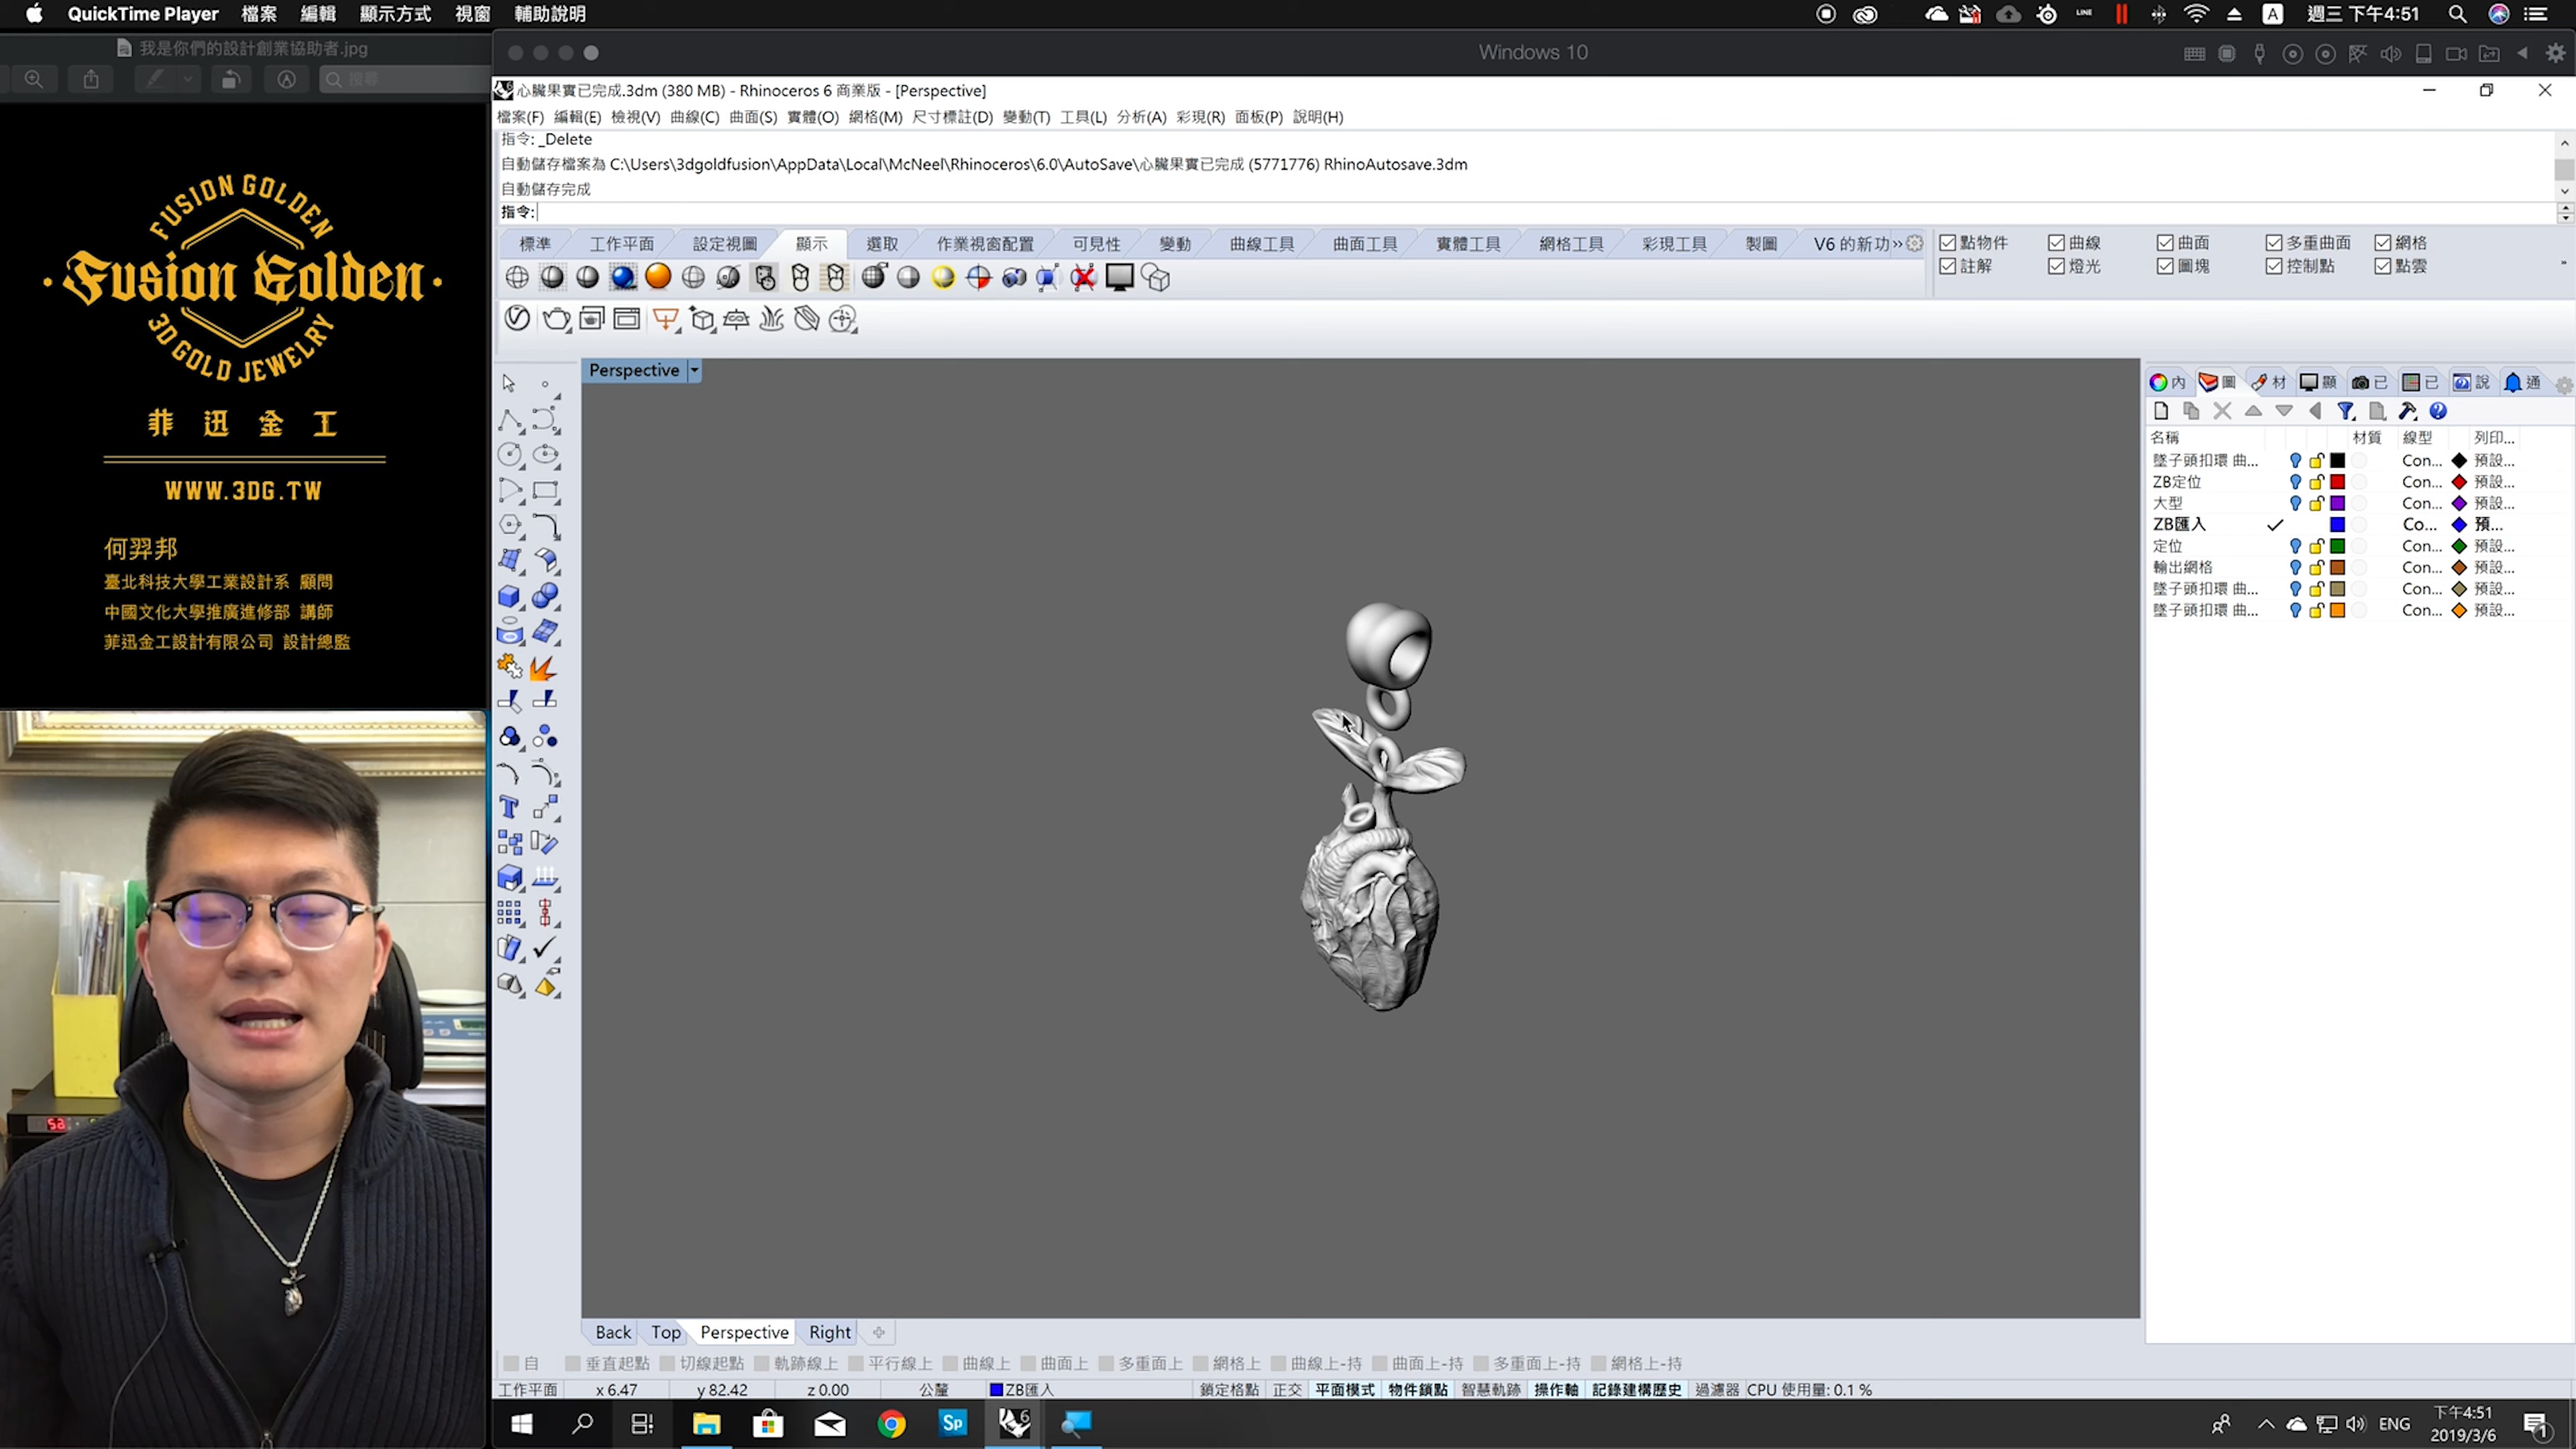 QuickTime Player 檔案 編輯 顯示方式 視窗 輔助說明
LINE
A
週三 下午4:51
我是你們的設計創業協助者.jpg
搜尋
FUSION GOLDEN
Fusion Golden
3D GOLD JEWELRY
菲迅金工
WWW.3DG.TW
何羿邦
臺北科技大學工業設計系 顧問
中國文化大學推廣進修部 講師
菲迅金工設計有限公司 設計總監
Windows 10
心臟果實已完成.3dm (380 MB) - Rhinoceros 6 商業版 - [Perspective]
檔案(F) 編輯(E) 檢視(V) 曲線(C) 曲面(S) 實體(O) 網格(M) 尺寸標註(D) 變動(T) 工具(L) 分析(A) 彩現(R) 面板(P) 說明(H)
指令: _Delete
自動儲存檔案為 C:\Users\3dgoldfusion\AppData\Local\McNeel\Rhinoceros\6.0\AutoSave\心臟果實已完成 (5771776) RhinoAutosave.3dm
自動儲存完成
指令:
標準 工作平面 設定視圖 顯示 選取 作業視窗配置 可見性 變動 曲線工具 曲面工具 實體工具 網格工具 彩現工具 製圖 V6 的新功 »
點物件 曲線 曲面 多重曲面 網格
註解 燈光 圖塊 控制點 點雲
Perspective
內 圖 材 顯 已 已 說 通
名稱 材質 線型 列印...
墜子頭扣環 曲... Con... 預設...
ZB定位 Con... 預設...
大型 Con... 預設...
ZB匯入 Co... 預...
定位 Con... 預設...
輸出網格 Con... 預設...
墜子頭扣環 曲... Con... 預設...
墜子頭扣環 曲... Con... 預設...
Back Top Perspective Right
自 垂直起點 切線起點 軌跡線上 平行線上 曲線上 曲面上 多重面上 網格上 曲線上-持 曲面上-持 多重面上-持 網格上-持
工作平面 x 6.47 y 82.42 z 0.00 公釐 ZB匯入 鎖定格點 正交 平面模式 物件鎖點 智慧軌跡 操作軸 記錄建構歷史 過濾器 CPU 使用量: 0.1 %
Sp
6
ENG
下午4:51
2019/3/6
1